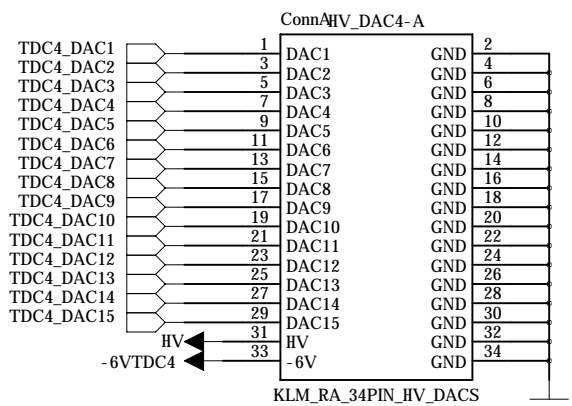 ConnAHV_DAC4-A
TDC4_DAC1 1 DAC1 GND 2
TDC4_DAC2 3 DAC2 GND 4
TDC4_DAC3 5 DAC3 GND 6
TDC4_DAC4 7 DAC4 GND 8
TDC4_DAC5 9 DAC5 GND 10
TDC4_DAC6 11 DAC6 GND 12
TDC4_DAC7 13 DAC7 GND 14
TDC4_DAC8 15 DAC8 GND 16
TDC4_DAC9 17 DAC9 GND 18
TDC4_DAC10 19 DAC10 GND 20
TDC4_DAC11 21 DAC11 GND 22
TDC4_DAC12 23 DAC12 GND 24
TDC4_DAC13 25 DAC13 GND 26
TDC4_DAC14 27 DAC14 GND 28
TDC4_DAC15 29 DAC15 GND 30
HV 31 HV GND 32
-6VTDC4 33 -6V GND 34
KLM_RA_34PIN_HV_DACS